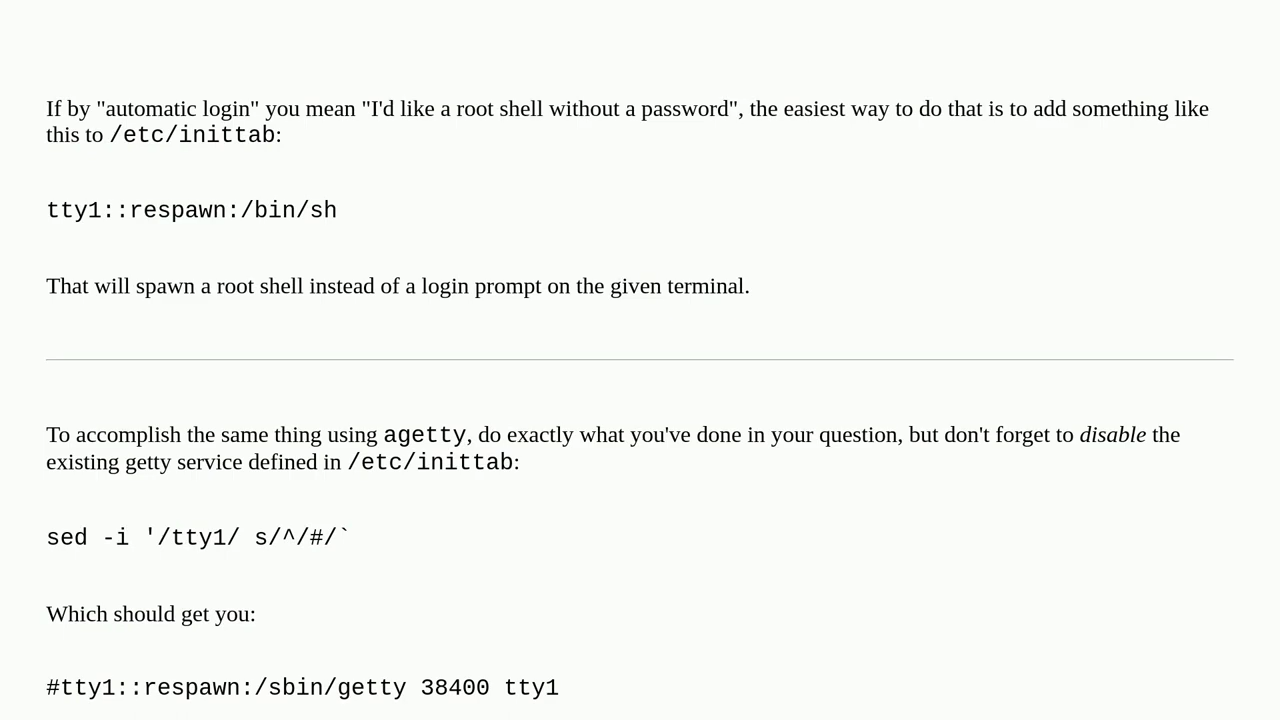 If by "automatic login" you mean "I'd like a root shell without a password", the easiest way to do that is to add something like
this to /etc/inittab:
tty1::respawn:/bin/sh
That will spawn a root shell instead of a login prompt on the given terminal.
To accomplish the same thing using agetty, do exactly what you've done in your question, but don't forget to disable the
existing getty service defined in /etc/inittab:
sed -i '/tty1/ s/^/#/`
Which should get you:
#tty1::respawn:/sbin/getty 38400 tty1